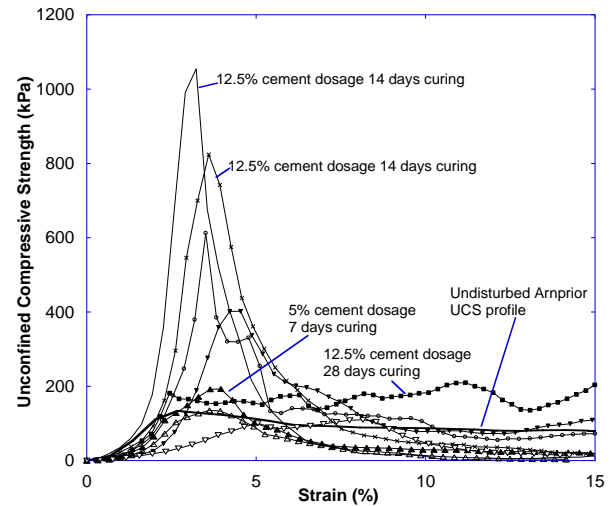 1200
1000
800
600
400
200
0
Unconfined Compressive Strength (kPa)
12.5% cement dosage 14 days curing
12.5% cement dosage 14 days curing
5% cement dosage
7 days curing
12.5% cement dosage
28 days curing
Undisturbed Arnprior
UCS profile
0
5
10
15
Strain (%)